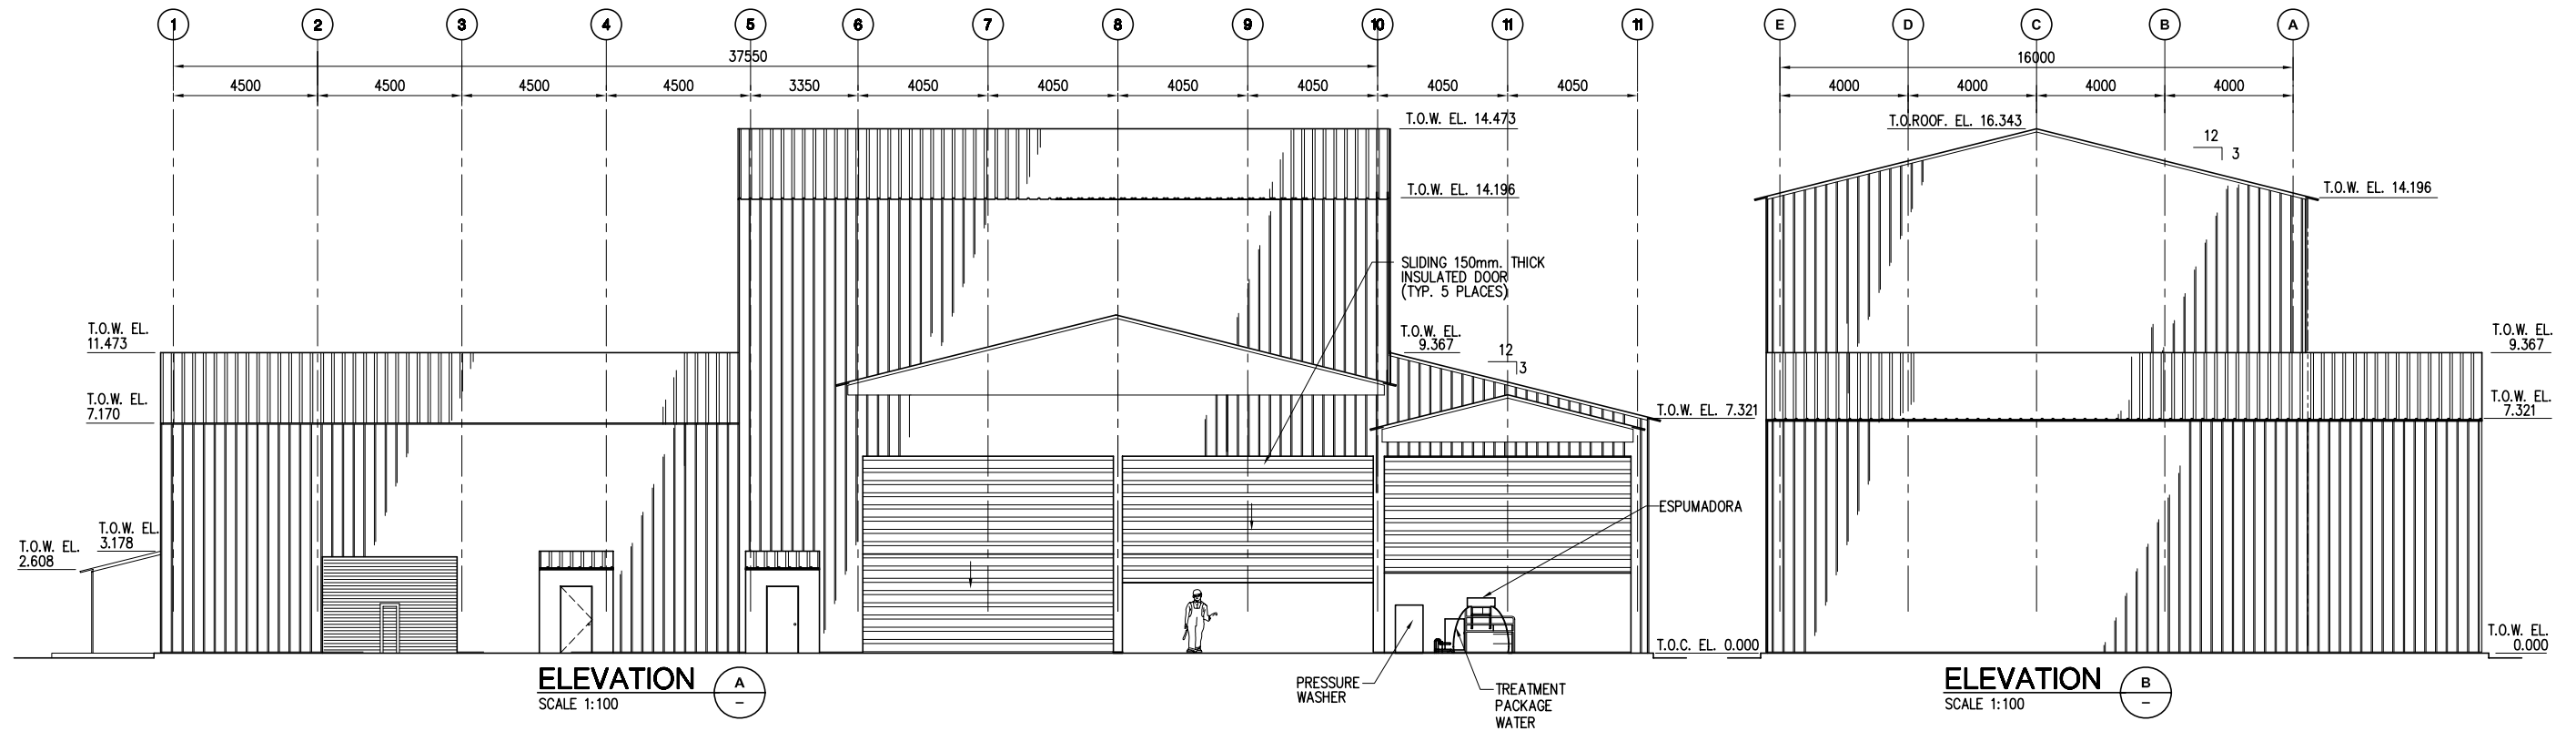 1 2 3 4 5 6 7 8 9 10 11 11
37550
4500 4500 4500 4500 3350 4050 4050 4050 4050 4050 4050
T.O.W. EL. 14.473
T.O.W. EL. 14.196
SLIDING 150mm. THICK
INSULATED DOOR
(TYP. 5 PLACES)
T.O.W. EL.
11.473
T.O.W. EL.
9.367
12
3
T.O.W. EL.
7.170
T.O.W. EL. 7.321
ESPUMADORA
T.O.W. EL.
3.178
T.O.W. EL.
2.608
T.O.C. EL. 0.000
PRESSURE
WASHER
TREATMENT
PACKAGE
WATER
ELEVATION
SCALE 1:100
A
–
E D C B A
16000
4000 4000 4000 4000
T.O.ROOF. EL. 16.343
12
3
T.O.W. EL. 14.196
T.O.W. EL.
9.367
T.O.W. EL.
7.321
T.O.W. EL.
0.000
ELEVATION
SCALE 1:100
B
–